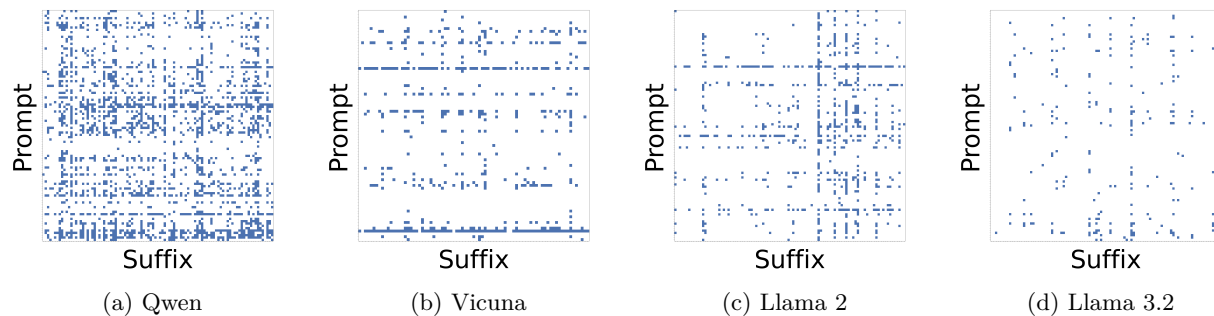 Prompt
Suffix
(a) Qwen
Prompt
Suffix
(b) Vicuna
Prompt
Suffix
(c) Llama 2
Prompt
Suffix
(d) Llama 3.2